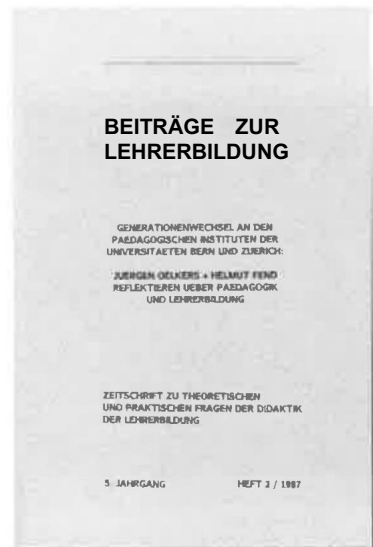 BEITRÄGE ZUR
LEHRERBILDUNG
GENERATIONENWECHSEL AN DEN
PAEDAGOGISCHEN INSTITUTEN DER
UNIVERSITAETEN BERN UND ZUERICH:
JUERGEN OELKERS + HELMUT FEND
REFLEKTIEREN UEBER PAEDAGOGIK
UND LEHRERBILDUNG
ZEITSCHRIFT ZU THEORETISCHEN
UND PRAKTISCHEN FRAGEN DER DIDAKTIK
DER LEHRERBILDUNG
5. JAHRGANG HEFT / 1987